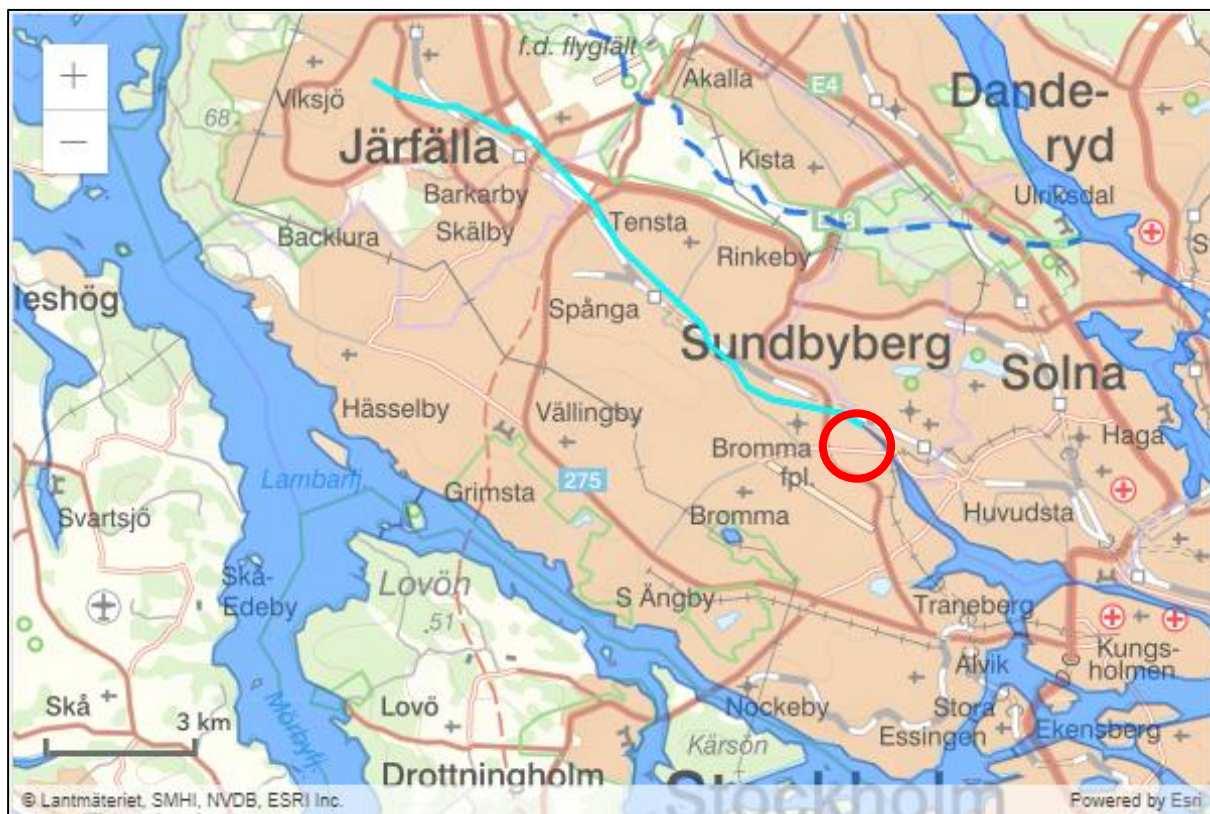 +
−
f.d. flygfält
Akalla
E4
Dande-
ryd
Viksjö
68
Järfälla
Kista
Ulriksdal
Barkarby
Skälby
Tensta
Backlura
Rinkeby
leshög
Spånga
Sundbyberg
Solna
Hässelby
Vällingby
Haga
Bromma
fpl.
Lambarfj.
275
Grimsta
Svartsjö
Bromma
Huvudsta
Skå-
Edeby
Lovön
51
S Ängby
Traneberg
Alvik
Kungs-
holmen
Mörbyfj.
Skå
3 km
Lovö
Nockeby
Stora
Essingen
Ekensberg
Kärsön
Drottningholm
Stockholm
© Lantmäteriet, SMHI, NVDB, ESRI Inc.
Powered by Esri